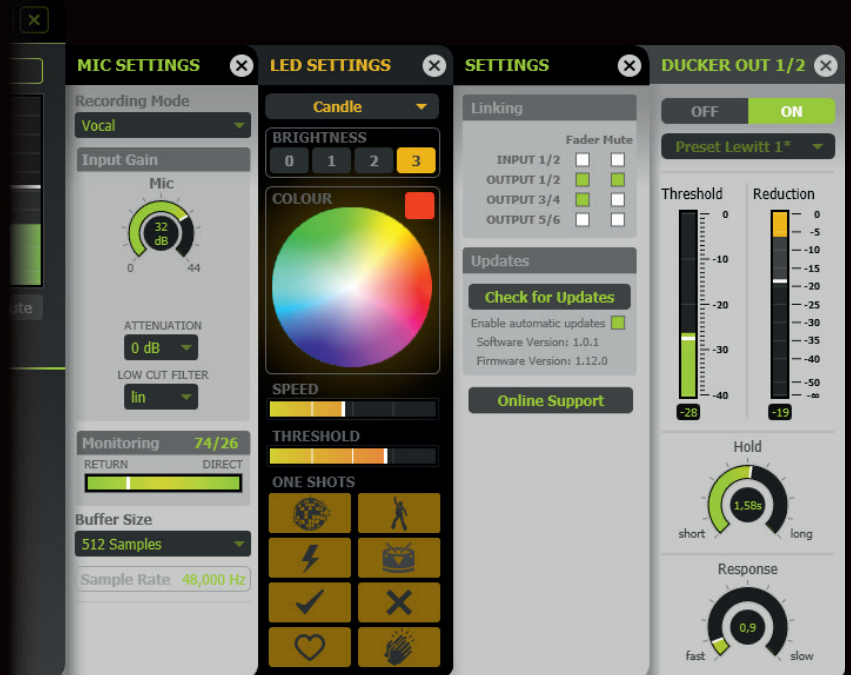 ute
MIC SETTINGS
Recording Mode
Vocal
Input Gain
Mic
32
dB
0 44
ATTENUATION
0 dB
LOW CUT FILTER
lin
Monitoring 74/26
RETURN DIRECT
Buffer Size
512 Samples
Sample Rate 48,000 Hz
LED SETTINGS
Candle
BRIGHTNESS
0 1 2 3
COLOUR
SPEED
THRESHOLD
ONE SHOTS
SETTINGS
Linking
Fader Mute
INPUT 1/2
OUTPUT 1/2
OUTPUT 3/4
OUTPUT 5/6
Updates
Check for Updates
Enable automatic updates
Software Version: 1.0.1
Firmware Version: 1.12.0
Online Support
DUCKER OUT 1/2
OFF ON
Preset Lewitt 1*
Threshold
0
-10
-20
-30
-40
-28
Reduction
0
-5
-10
-15
-20
-25
-30
-35
-40
-50
-∞
-19
Hold
1,58s
short long
Response
0,9
fast slow